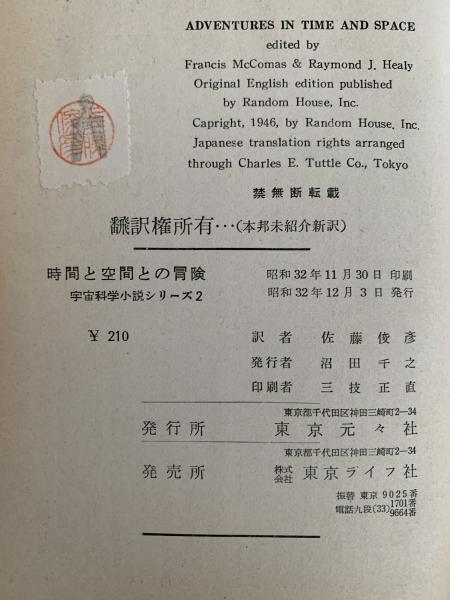 ADVENTURES IN TIME AND SPACE
edited by
Francis McComas & Raymond J. Healy
Original English edition published
by Random House, Inc.
Capright, 1946, by Random House. Inc.
Japanese translation rights arranged
through Charles E. Tuttle Co., Tokyo
禁無断転載
飜訳権所有…(本邦未紹介新訳)
時間と空間との冒険
宇宙科学小説シリーズ2
昭和32年11月30日 印刷
昭和32年12月3日 発行
¥ 210
訳者 佐藤俊彦
発行者 沼田千之
印刷者 三技正直
東京都千代田区神田三崎町2―34
発行所 東京元々社
東京都千代田区神田三崎町2―34
発売所 株式会社 東京ライフ社
振替 東京 9025番
電話九段(33)1701番
9664番